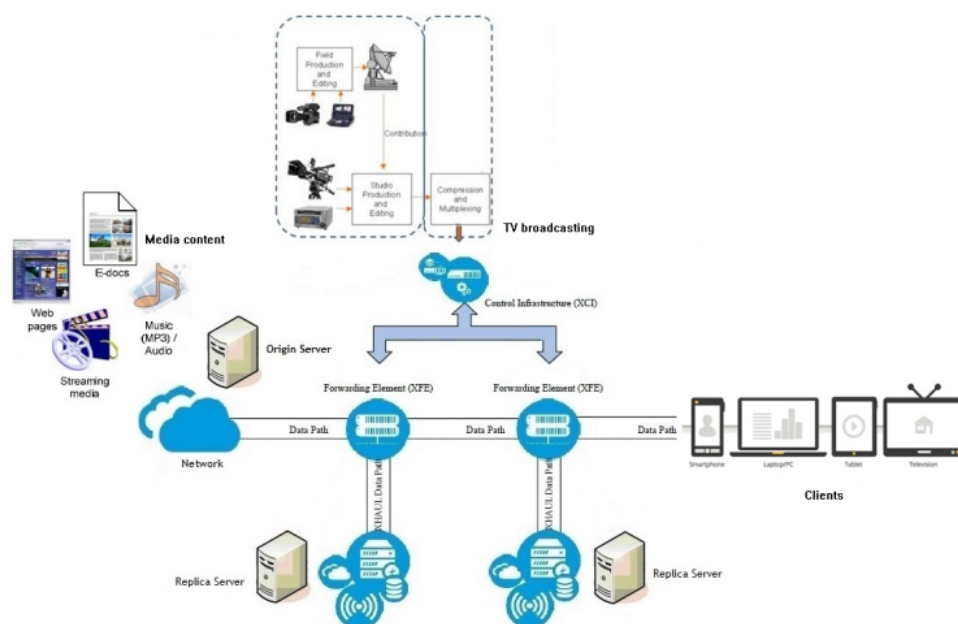 Field
Production
and
Editing
Contribution
Studio
Production
and
Editing
Compression
and
Multiplexing
TV broadcasting
Media content
E-docs
Web
pages
Music
(MP3) /
Audio
Streaming
media
Control Infrastructure (XCI)
Origin Server
Forwarding Element (XFE)
Forwarding Element (XFE)
Data Path
Data Path
Data Path
Network
XHAUL Data Path
XHAUL Data Path
Smartphone
Laptop/PC
Tablet
Television
Clients
Replica Server
Replica Server